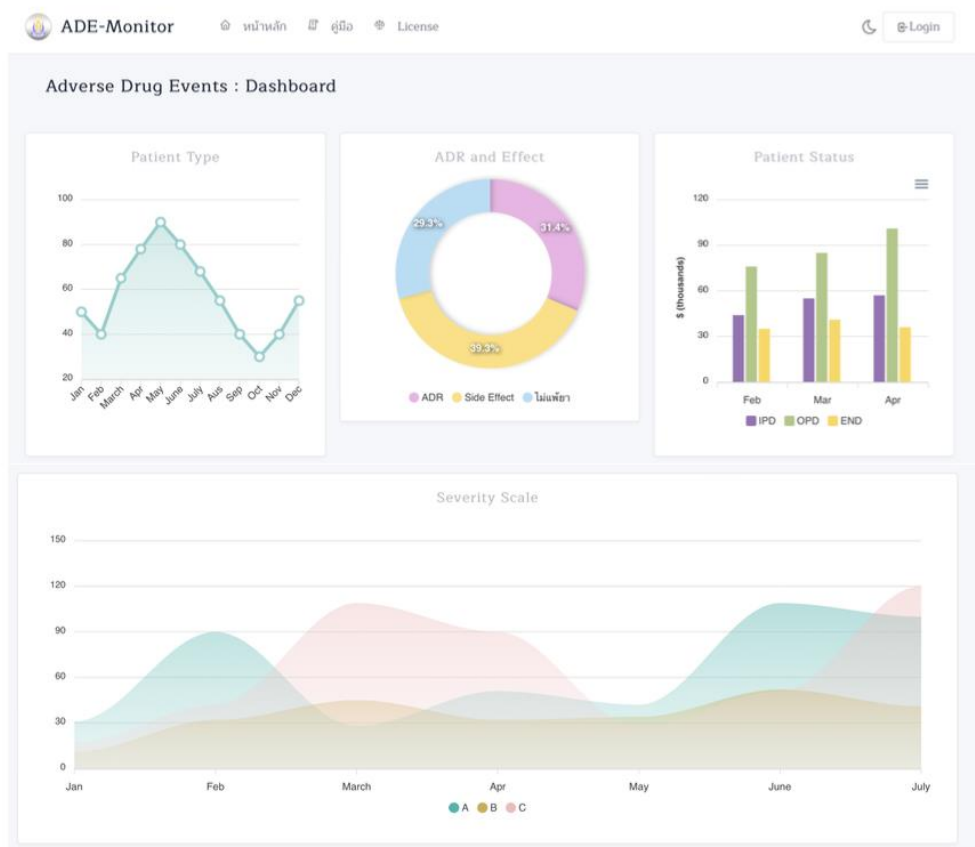 ADE-Monitor หน้าหลัก คู่มือ License Login
Adverse Drug Events : Dashboard
Patient Type
100
80
60
40
20
Jan Feb March Apr May June July Aus Sep Oct Nov Dec
ADR and Effect
29.3% 31.4%
39.3%
ADR Side Effect ไม่แพ้ยา
Patient Status
120
90
60
30
0
$ (thousands)
Feb Mar Apr
IPD OPD END
Severity Scale
150
120
90
60
30
0
Jan Feb March Apr May June July
A B C